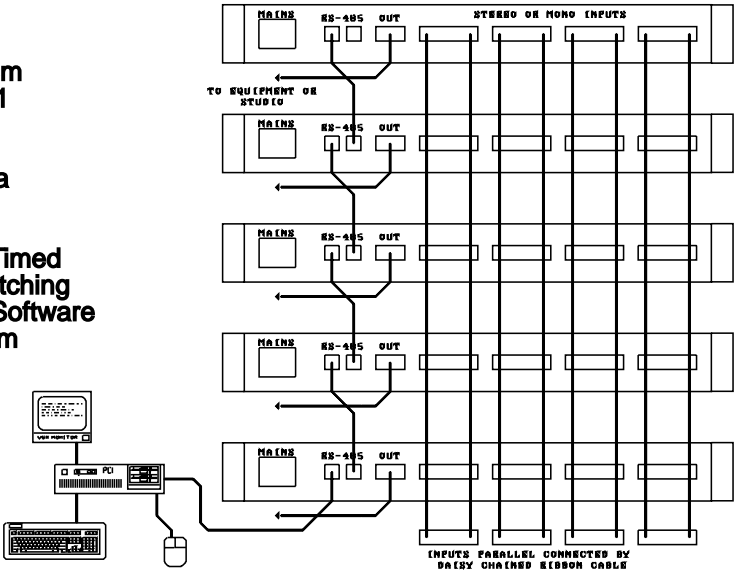 MAINS RS-485 OUT STEREO OR MONO INPUTS
m
TO EQUIPMENT OR
STUDIO
MAINS RS-485 OUT
a
MAINS RS-485 OUT
Timed
tching
Software
m
MAINS RS-485 OUT
VGA MONITOR
MAINS RS-485 OUT
INPUTS PARALLEL CONNECTED BY
DAISY CHAINED RIBBON CABLE